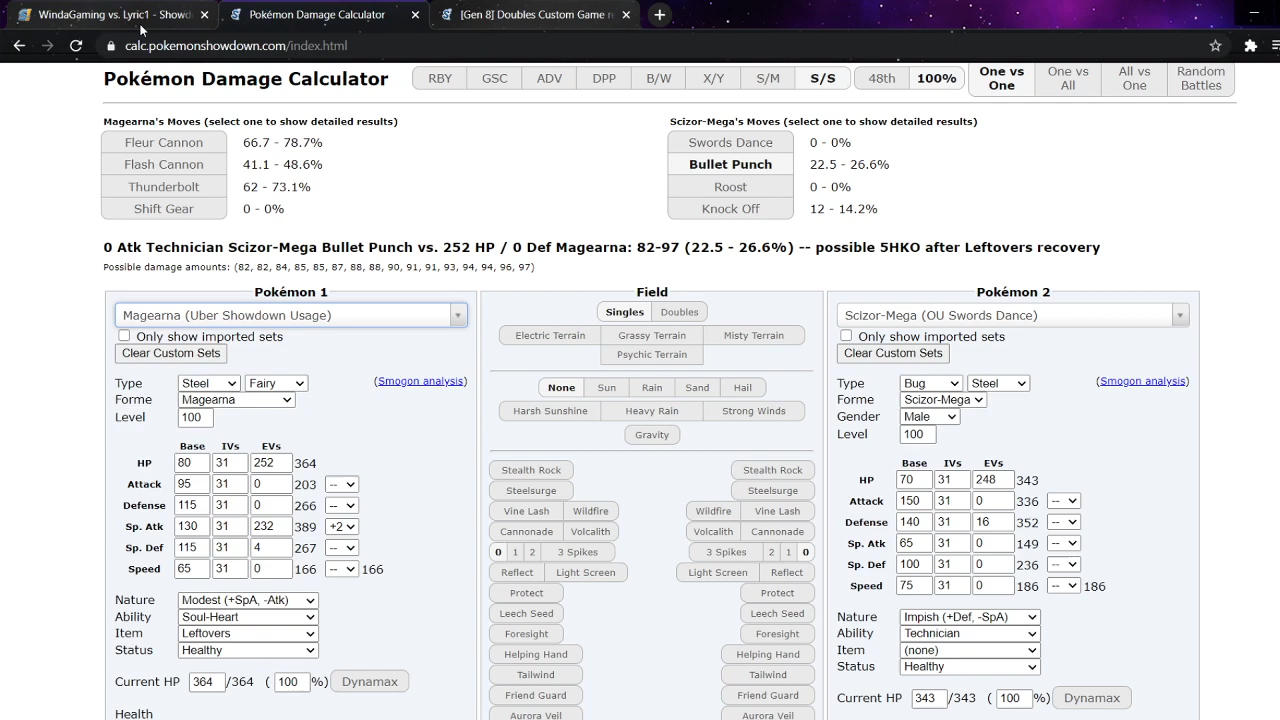 WindaGaming vs. Lyric1 - Showd × Pokémon Damage Calculator × [Gen 8] Doubles Custom Game r ×
calc.pokemonshowdown.com/index.html
Pokémon Damage Calculator RBY GSC ADV DPP B/W X/Y S/M S/S 48th 100% One vs One One vs All All vs One Random Battles
Magearna's Moves (select one to show detailed results) Scizor-Mega's Moves (select one to show detailed results)
Fleur Cannon 66.7 - 78.7% Swords Dance 0 - 0%
Flash Cannon 41.1 - 48.6% Bullet Punch 22.5 - 26.6%
Thunderbolt 62 - 73.1% Roost 0 - 0%
Shift Gear 0 - 0% Knock Off 12 - 14.2%
0 Atk Technician Scizor-Mega Bullet Punch vs. 252 HP / 0 Def Magearna: 82-97 (22.5 - 26.6%) -- possible 5HKO after Leftovers recovery
Possible damage amounts: (82, 82, 84, 85, 85, 87, 88, 88, 90, 91, 91, 93, 94, 94, 96, 97)
Pokémon 1
Magearna (Uber Showdown Usage)
Only show imported sets
Clear Custom Sets
Type Steel Fairy (Smogon analysis)
Forme Magearna
Level 100
Base IVs EVs
HP 80 31 252 364
Attack 95 31 0 203 --
Defense 115 31 0 266 --
Sp. Atk 130 31 232 389 +2
Sp. Def 115 31 4 267 --
Speed 65 31 0 166 -- 166
Nature Modest (+SpA, -Atk)
Ability Soul-Heart
Item Leftovers
Status Healthy
Current HP 364 /364 ( 100 %) Dynamax
Health
Field
Singles Doubles
Electric Terrain Grassy Terrain Misty Terrain
Psychic Terrain
None Sun Rain Sand Hail
Harsh Sunshine Heavy Rain Strong Winds
Gravity
Stealth Rock Stealth Rock
Steelsurge Steelsurge
Vine Lash Wildfire Wildfire Vine Lash
Cannonade Volcalith Volcalith Cannonade
0 1 2 3 Spikes 3 Spikes 2 1 0
Reflect Light Screen Light Screen Reflect
Protect Protect
Leech Seed Leech Seed
Foresight Foresight
Helping Hand Helping Hand
Tailwind Tailwind
Friend Guard Friend Guard
Aurora Veil Aurora Veil
Pokémon 2
Scizor-Mega (OU Swords Dance)
Only show imported sets
Clear Custom Sets
Type Bug Steel (Smogon analysis)
Forme Scizor-Mega
Gender Male
Level 100
Base IVs EVs
HP 70 31 248 343
Attack 150 31 0 336 --
Defense 140 31 16 352 --
Sp. Atk 65 31 0 149 --
Sp. Def 100 31 0 236 --
Speed 75 31 0 186 -- 186
Nature Impish (+Def, -SpA)
Ability Technician
Item (none)
Status Healthy
Current HP 343 /343 ( 100 %) Dynamax